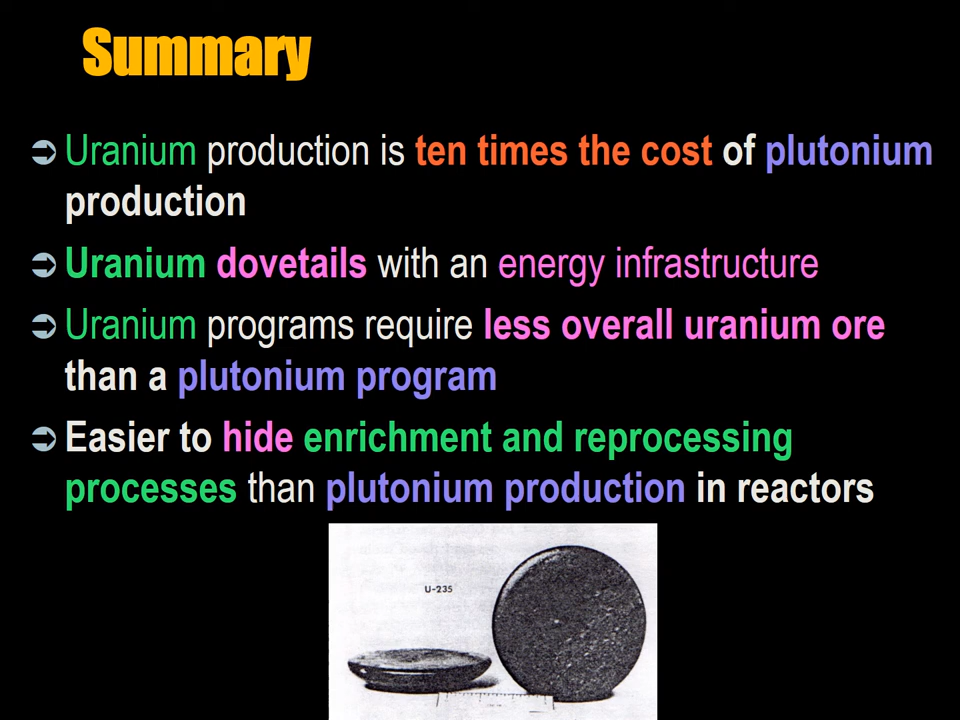 Summary
Uranium production is ten times the cost of plutonium
production
Uranium dovetails with an energy infrastructure
Uranium programs require less overall uranium ore
than a plutonium program
Easier to hide enrichment and reprocessing
processes than plutonium production in reactors
U-235